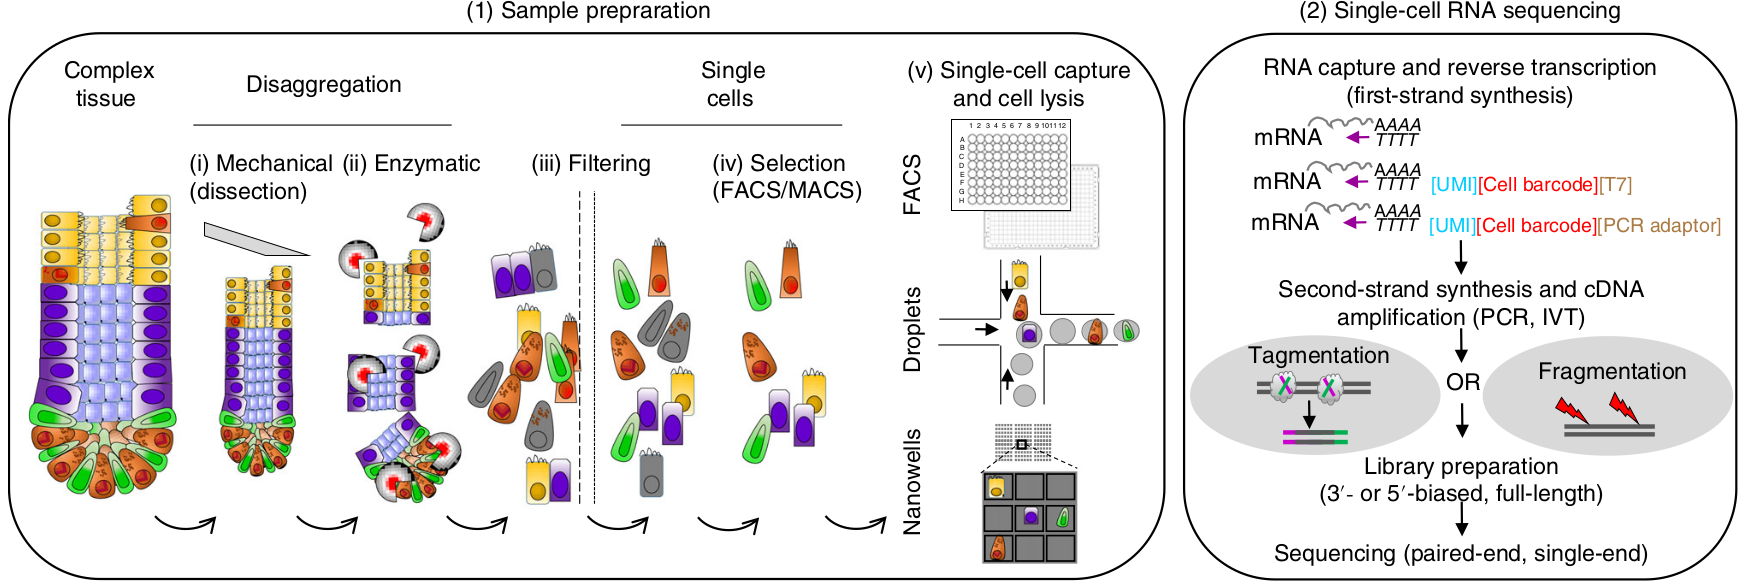 (1) Sample prepraration
Complex
tissue
Disaggregation
Single
cells
(i) Mechanical
(dissection)
(ii) Enzymatic
(iii) Filtering
(iv) Selection
(FACS/MACS)
(v) Single-cell capture
and cell lysis
FACS
1 2 3 4 5 6 7 8 9 10 11 12
A
B
C
D
E
F
G
H
Droplets
Nanowells
(2) Single-cell RNA sequencing
RNA capture and reverse transcription
(first-strand synthesis)
AAAA
mRNA TTTT
AAAA
mRNA TTTT [UMI][Cell barcode][T7]
AAAA
mRNA TTTT [UMI][Cell barcode][PCR adaptor]
Second-strand synthesis and cDNA
amplification (PCR, IVT)
Tagmentation
OR
Fragmentation
Library preparation
(3′- or 5′-biased, full-length)
Sequencing (paired-end, single-end)